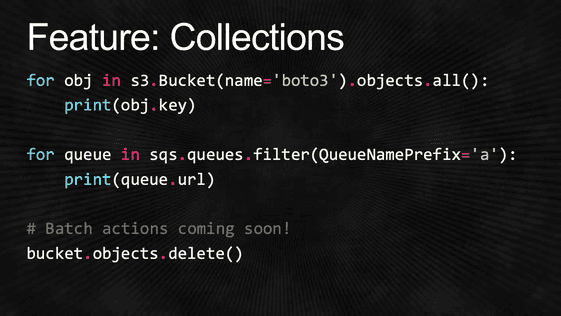 Feature: Collections
for obj in s3.Bucket(name='boto3').objects.all():
    print(obj.key)
for queue in sqs.queues.filter(QueueNamePrefix='a'):
    print(queue.url)
# Batch actions coming soon!
bucket.objects.delete()